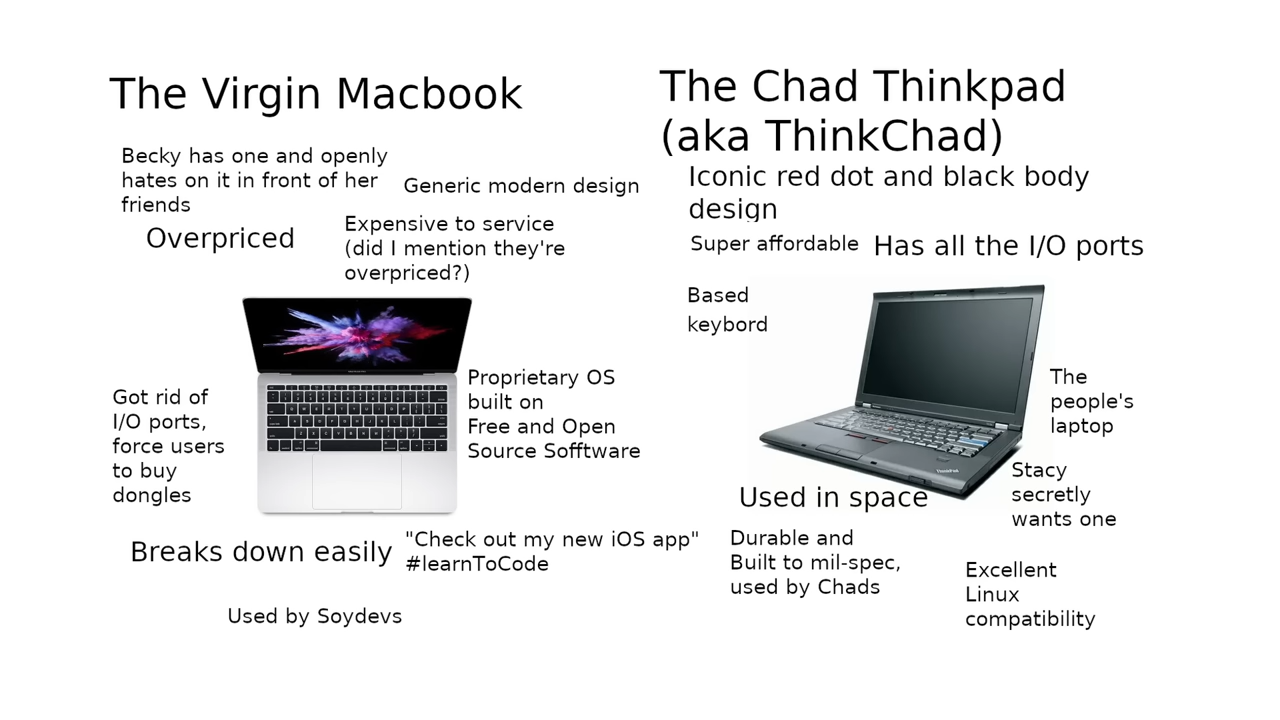 The Virgin Macbook
Becky has one and openly
hates on it in front of her
friends
Generic modern design
Overpriced
Expensive to service
(did I mention they're
overpriced?)
Got rid of
I/O ports,
force users
to buy
dongles
Proprietary OS
built on
Free and Open
Source Sofftware
Breaks down easily
"Check out my new iOS app"
#learnToCode
Used by Soydevs
The Chad Thinkpad
(aka ThinkChad)
Iconic red dot and black body
design
Super affordable
Has all the I/O ports
Based
keybord
The
people's
laptop
ThinkPad
Stacy
secretly
wants one
Used in space
Durable and
Built to mil-spec,
used by Chads
Excellent
Linux
compatibility